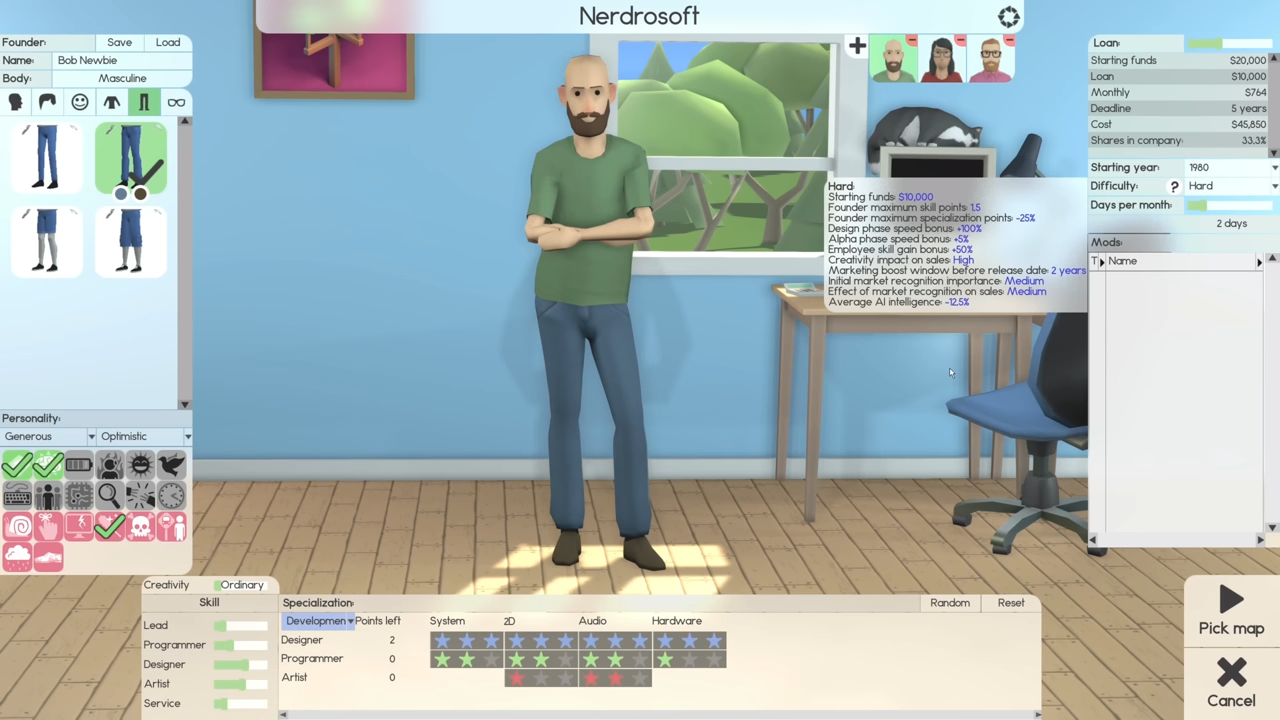 Nerdrosoft
Founder:
Save
Load
Name:
Bob Newbie
Body:
Masculine
Personality:
Generous
Optimistic
Creativity
Ordinary
Skill
Lead
Programmer
Designer
Artist
Service
Specialization:
Random
Reset
Developmen
Points left
System
2D
Audio
Hardware
Designer
2
Programmer
0
Artist
0
Hard:
Starting funds: $10,000
Founder maximum skill points: 1.5
Founder maximum specialization points: -25%
Design phase speed bonus: +100%
Alpha phase speed bonus: +5%
Employee skill gain bonus: +50%
Creativity impact on sales: High
Marketing boost window before release date: 2 years
Initial market recognition importance: Medium
Effect of market recognition on sales: Medium
Average AI intelligence: -12.5%
Loan:
Starting funds $20,000
Loan $10,000
Monthly $764
Deadline 5 years
Cost $45,850
Shares in company: 33.3%
Starting year: 1980
Difficulty: ? Hard
Days per month:
2 days
Mods:
T Name
Pick map
Cancel